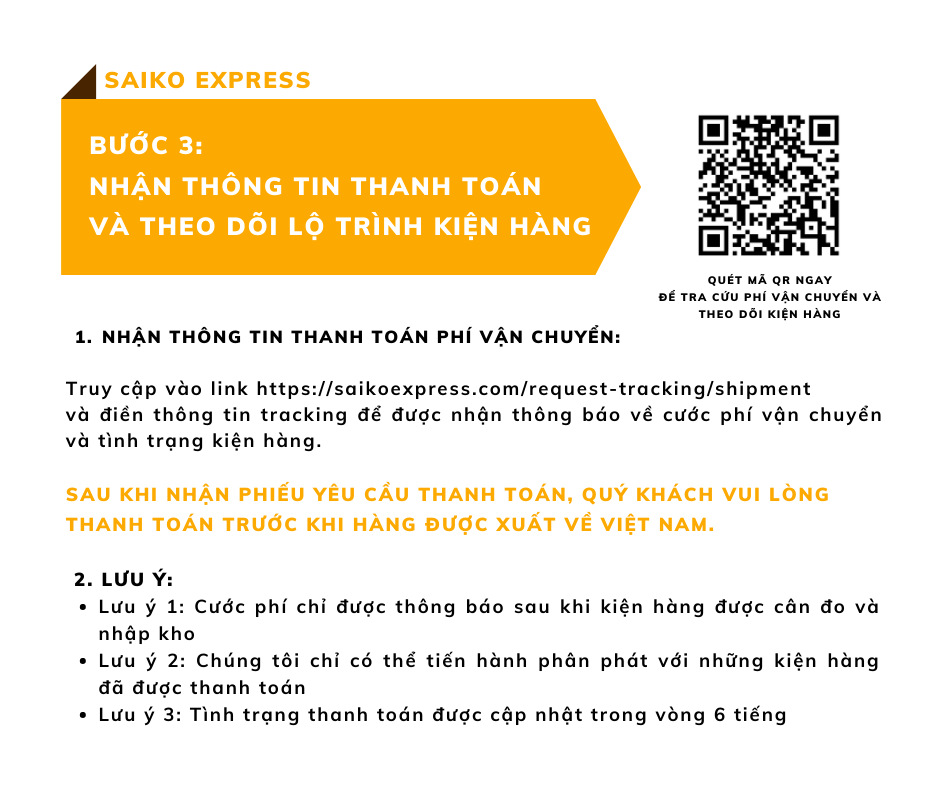 SAIKO EXPRESS
BƯỚC 3:
NHẬN THÔNG TIN THANH TOÁN
VÀ THEO DÕI LỘ TRÌNH KIỆN HÀNG
QUÉT MÃ QR NGAY
ĐỂ TRA CỨU PHÍ VẬN CHUYỂN VÀ
THEO DÕI KIỆN HÀNG
1. NHẬN THÔNG TIN THANH TOÁN PHÍ VẬN CHUYỂN:
Truy cập vào link https://saikoexpress.com/request-tracking/shipment
và điền thông tin tracking để được nhận thông báo về cước phí vận chuyển
và tình trạng kiện hàng.
SAU KHI NHẬN PHIẾU YÊU CẦU THANH TOÁN, QUÝ KHÁCH VUI LÒNG
THANH TOÁN TRƯỚC KHI HÀNG ĐƯỢC XUẤT VỀ VIỆT NAM.
2. LƯU Ý:
• Lưu ý 1: Cước phí chỉ được thông báo sau khi kiện hàng được cân đo và
nhập kho
• Lưu ý 2: Chúng tôi chỉ có thể tiến hành phân phát với những kiện hàng
đã được thanh toán
• Lưu ý 3: Tình trạng thanh toán được cập nhật trong vòng 6 tiếng